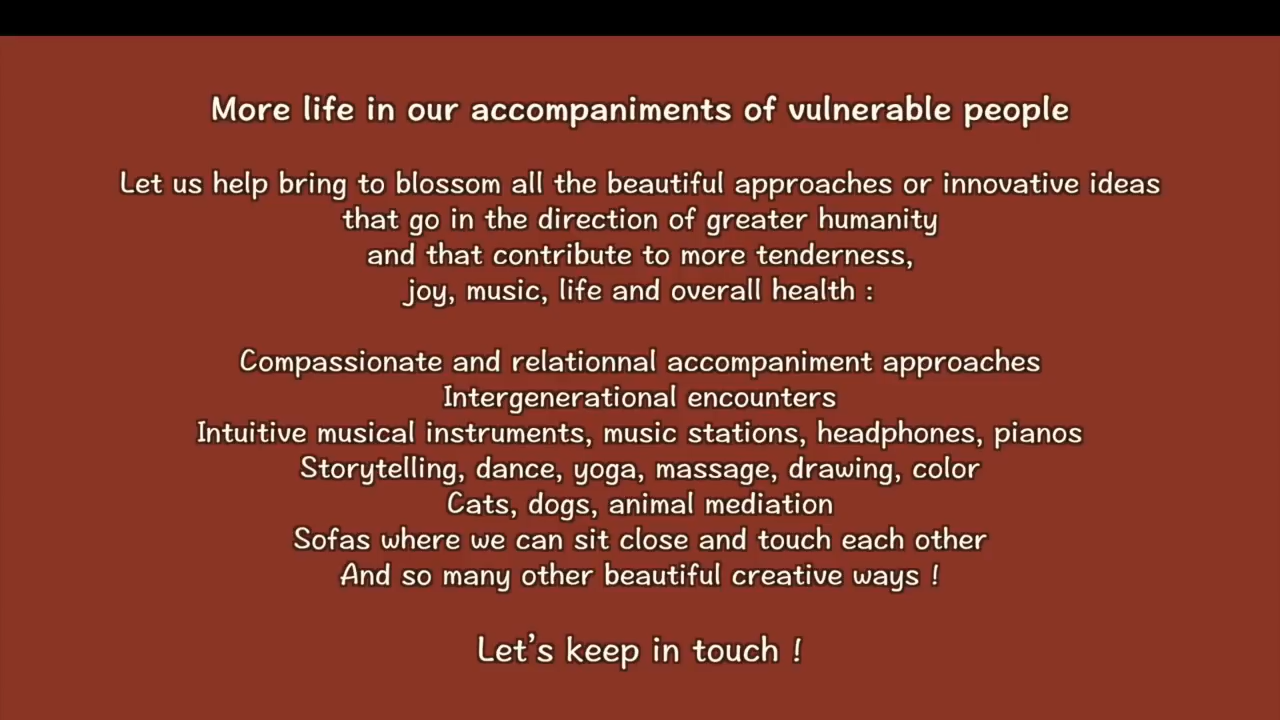 More life in our accompaniments of vulnerable people
Let us help bring to blossom all the beautiful approaches or innovative ideas
that go in the direction of greater humanity
and that contribute to more tenderness,
joy, music, life and overall health :
Compassionate and relationnal accompaniment approaches
Intergenerational encounters
Intuitive musical instruments, music stations, headphones, pianos
Storytelling, dance, yoga, massage, drawing, color
Cats, dogs, animal mediation
Sofas where we can sit close and touch each other
And so many other beautiful creative ways !
Let's keep in touch !